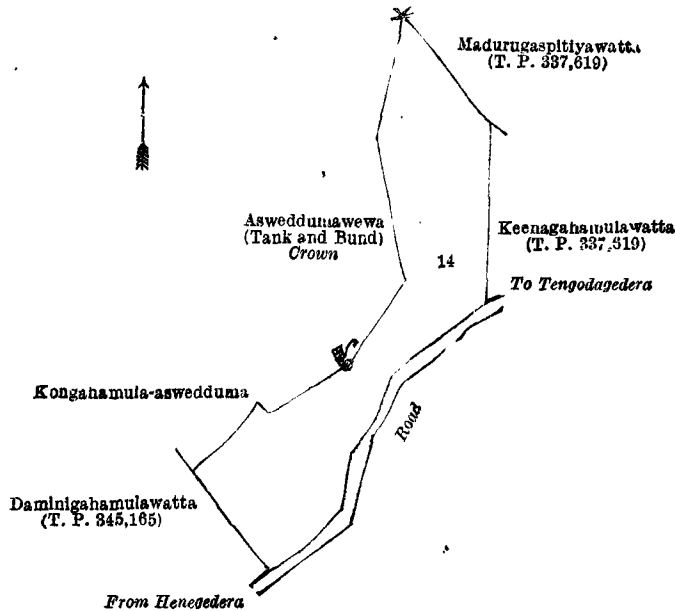 Madurugaspitiyawatta
(T. P. 337,619)
Asweddumawewa
(Tank and Bund)
Crown
Keenagahamulawatta
(T. P. 337,619)
14
To Tengodagedera
Kongahamula-aswedduma
Road
Daminigahamulawatta
(T. P. 345,165)
From Henegedera